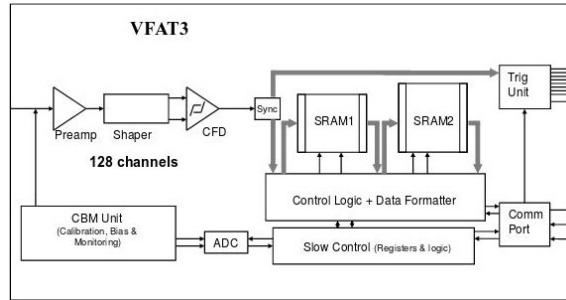 VFAT3
Trig
Unit
Sync
SRAM1
SRAM2
Preamp
Shaper
CFD
128 channels
Control Logic + Data Formatter
CBM Unit
(Calibration, Bias &
Monitoring)
ADC
Slow Control (Registers & logic)
Comm
Port